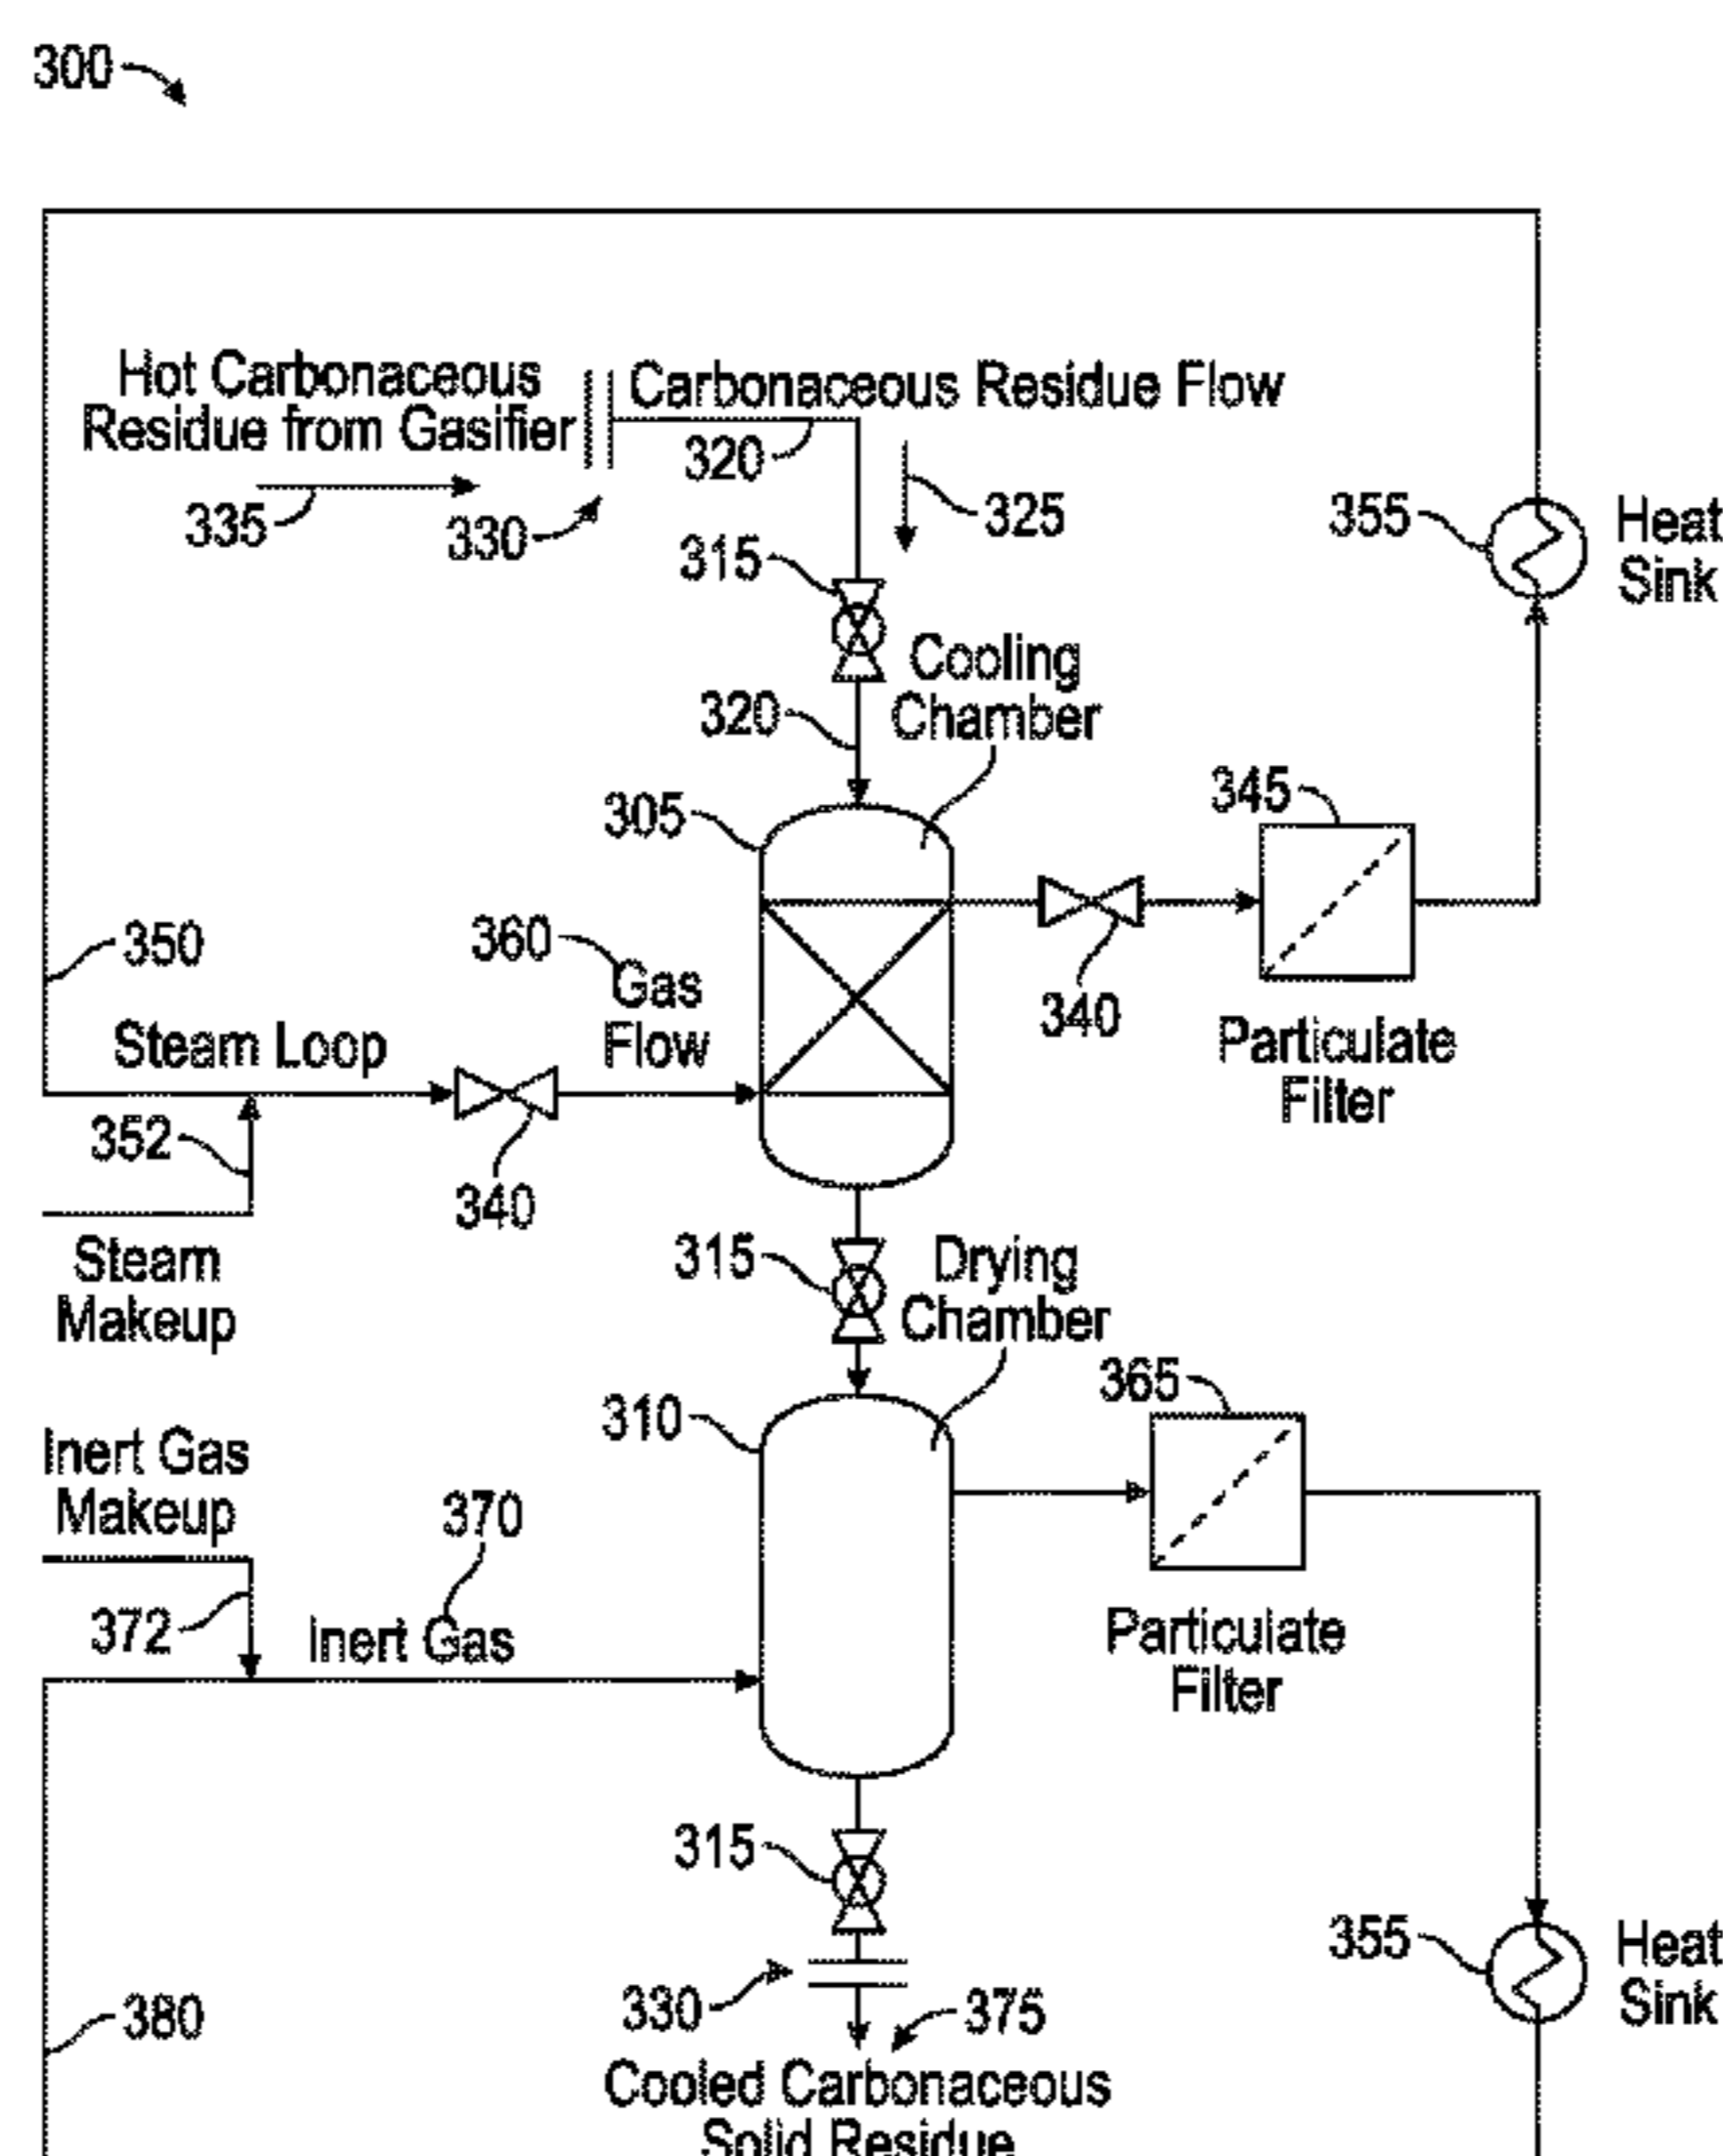 300
Hot Carbonaceous
Residue from Gasifier
Carbonaceous Residue Flow
320
335
330
325
315
355
Heat
Sink
Cooling
Chamber
320
305
345
350
360
Gas
Flow
340
Particulate
Filter
Steam Loop
352
340
Steam
Makeup
315
Drying
Chamber
365
310
Inert Gas
Makeup
370
372
Inert Gas
Particulate
Filter
315
355
Heat
Sink
330
375
380
Cooled Carbonaceous
Solid Residue